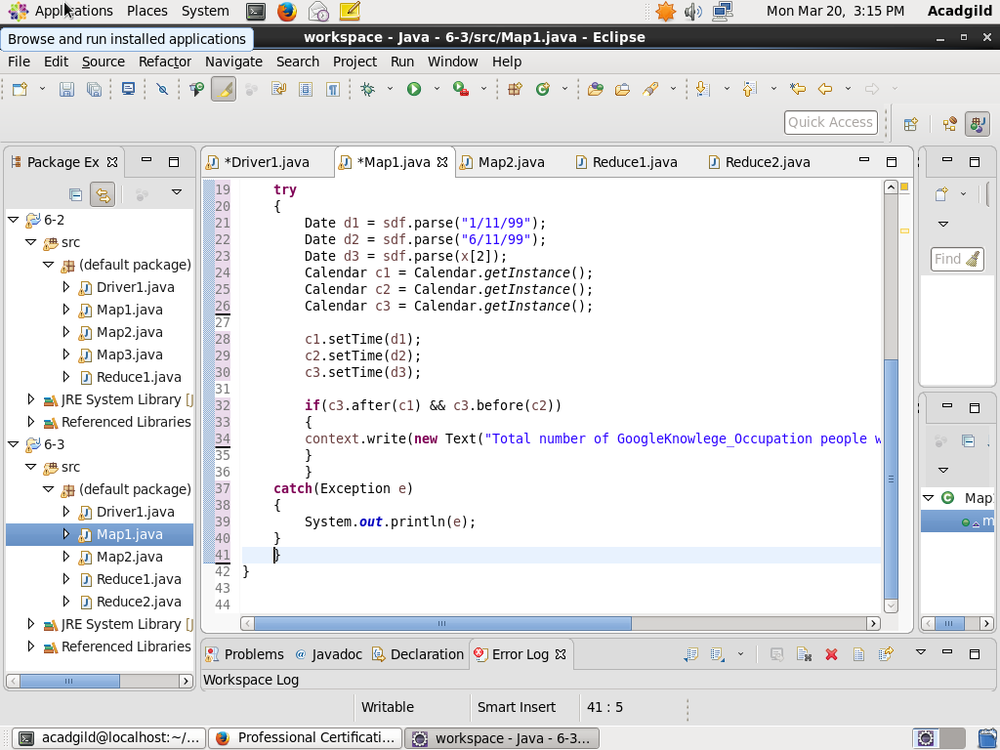 Applications Places System Mon Mar 20, 3:15 PM Acadgild
Browse and run installed applications
workspace - Java - 6-3/src/Map1.java - Eclipse
File Edit Source Refactor Navigate Search Project Run Window Help
Quick Access
Package Ex
*Driver1.java *Map1.java Map2.java Reduce1.java Reduce2.java
6-2
src
(default package)
Driver1.java
Map1.java
Map2.java
Map3.java
Reduce1.java
JRE System Library [J
Referenced Libraries
6-3
src
(default package)
Driver1.java
Map1.java
Map2.java
Reduce1.java
Reduce2.java
JRE System Library [J
Referenced Libraries
19 try
20 {
21 Date d1 = sdf.parse("1/11/99");
22 Date d2 = sdf.parse("6/11/99");
23 Date d3 = sdf.parse(x[2]);
24 Calendar c1 = Calendar.getInstance();
25 Calendar c2 = Calendar.getInstance();
26 Calendar c3 = Calendar.getInstance();
27
28 c1.setTime(d1);
29 c2.setTime(d2);
30 c3.setTime(d3);
31
32 if(c3.after(c1) && c3.before(c2))
33 {
34 context.write(new Text("Total number of GoogleKnowlege_Occupation people w
35 }
36 }
37 catch(Exception e)
38 {
39 System.out.println(e);
40 }
41 }
42 }
43
44
Find
Map
m
Problems Javadoc Declaration Error Log
Workspace Log
Writable Smart Insert 41 : 5
acadgild@localhost:~/... Professional Certificati... workspace - Java - 6-3...